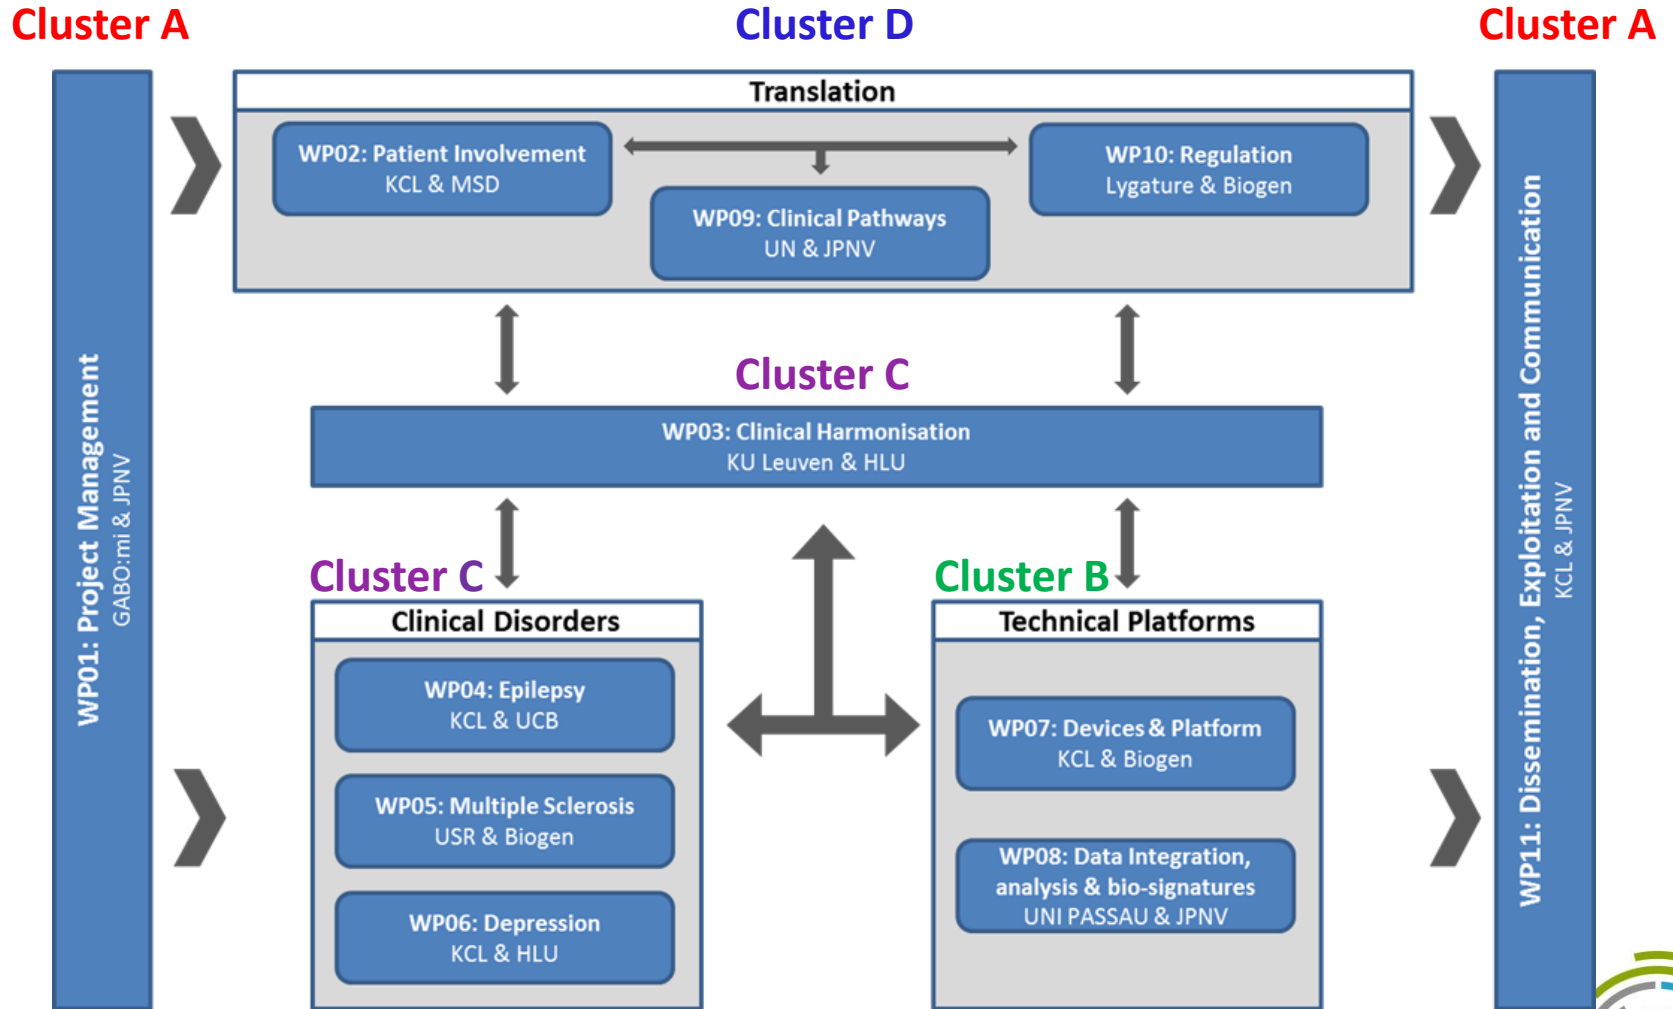 Cluster A
Cluster D
Cluster A
WP01: Project Management
GABO:mi & JPNV
Translation
WP02: Patient Involvement
KCL & MSD
WP09: Clinical Pathways
UN & JPNV
WP10: Regulation
Lygature & Biogen
Cluster C
WP03: Clinical Harmonisation
KU Leuven & HLU
Cluster C
Clinical Disorders
WP04: Epilepsy
KCL & UCB
WP05: Multiple Sclerosis
USR & Biogen
WP06: Depression
KCL & HLU
Cluster B
Technical Platforms
WP07: Devices & Platform
KCL & Biogen
WP08: Data Integration,
analysis & bio-signatures
UNI PASSAU & JPNV
WP11: Dissemination, Exploitation and Communication
KCL & JPNV